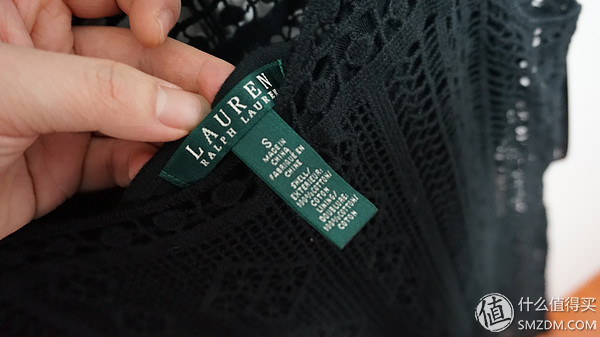 LAUREN
RALPH LAUREN
S
MADE IN
CHINA
FABRIQUÉ EN
CHINE
SHELL/
EXTERIEUR:
100%COTTON/
COTON
LINING/
DOUBLURE:
100%COTTON/
COTON
值 什么值得买
SMZDM.COM